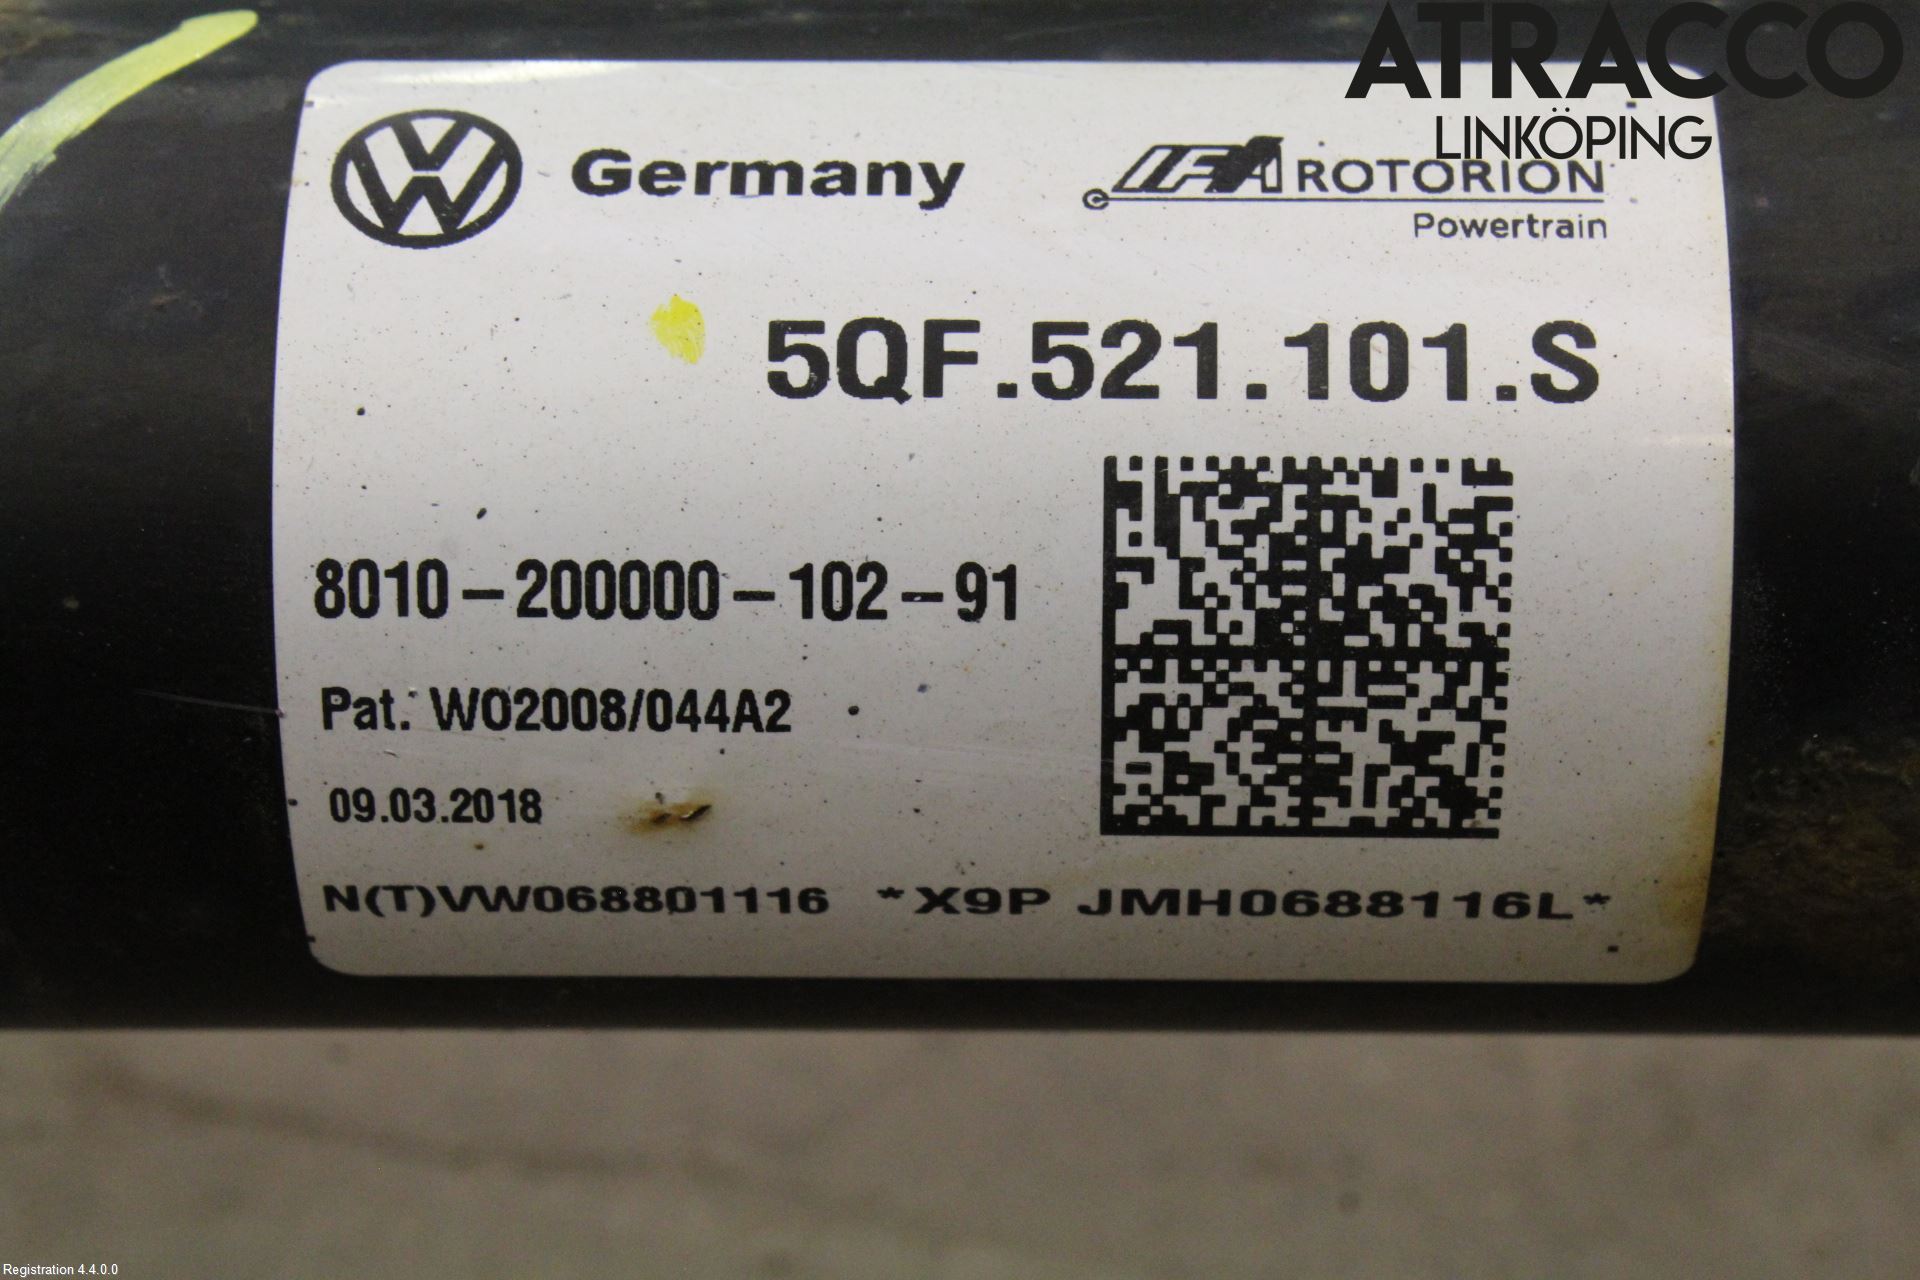 ATRACCO
LINKÖPING
VW Germany
IFA ROTORION
Powertrain
5QF.521.101.S
8010-200000-102-91
Pat. WO2008/044A2
09.03.2018
N(T)VW068801116 *X9P JMH0688116L*
Registration 4.4.0.0